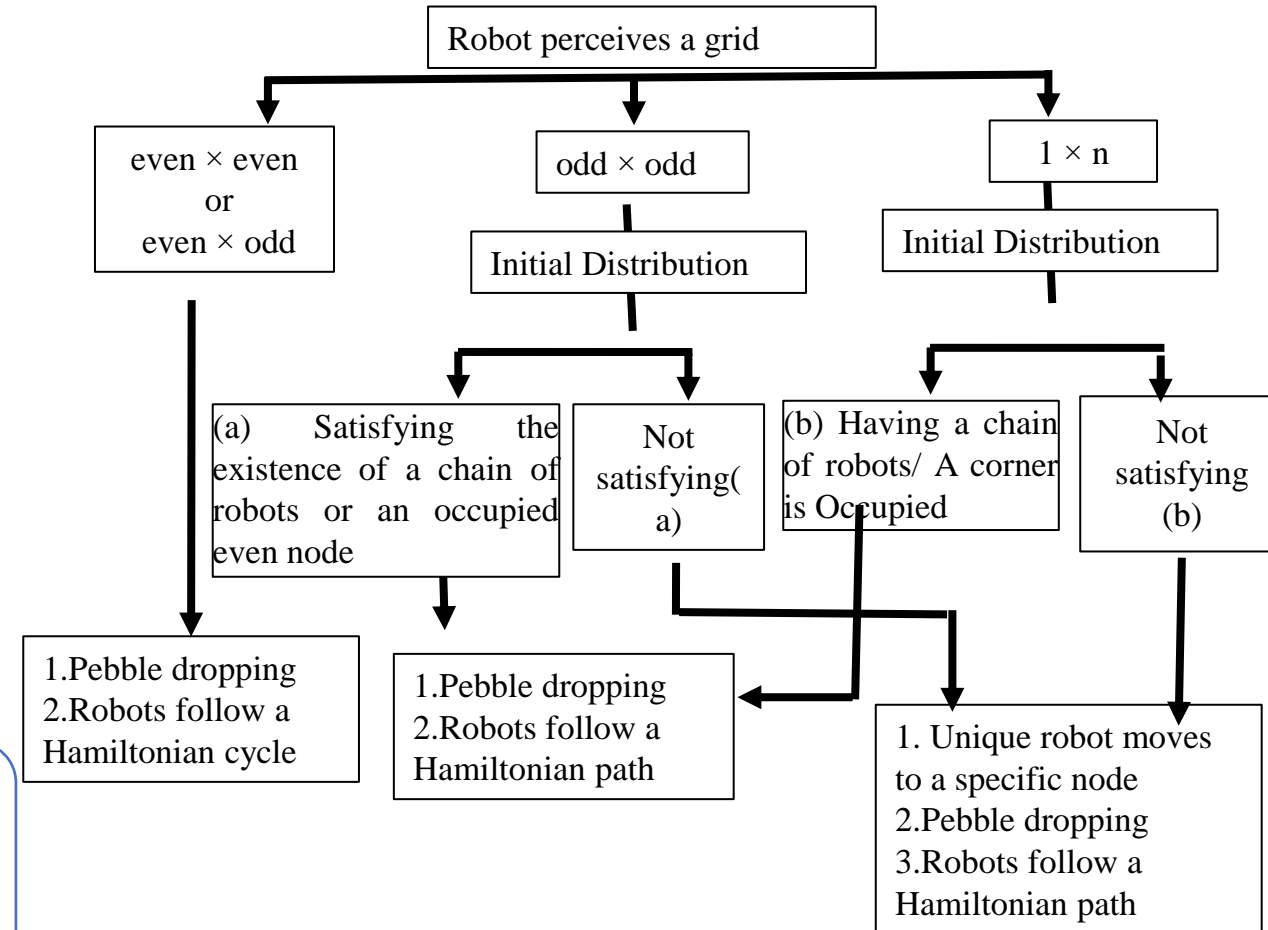 Robot perceives a grid
even × even
or
even × odd
odd × odd
1 × n
Initial Distribution
Initial Distribution
(a) Satisfying the
existence of a chain of
robots or an occupied
even node
Not
satisfying(
a)
(b) Having a chain
of robots/ A corner
is Occupied
Not
satisfying
(b)
1.Pebble dropping
2.Robots follow a
Hamiltonian cycle
1.Pebble dropping
2.Robots follow a
Hamiltonian path
1. Unique robot moves
to a specific node
2.Pebble dropping
3.Robots follow a
Hamiltonian path